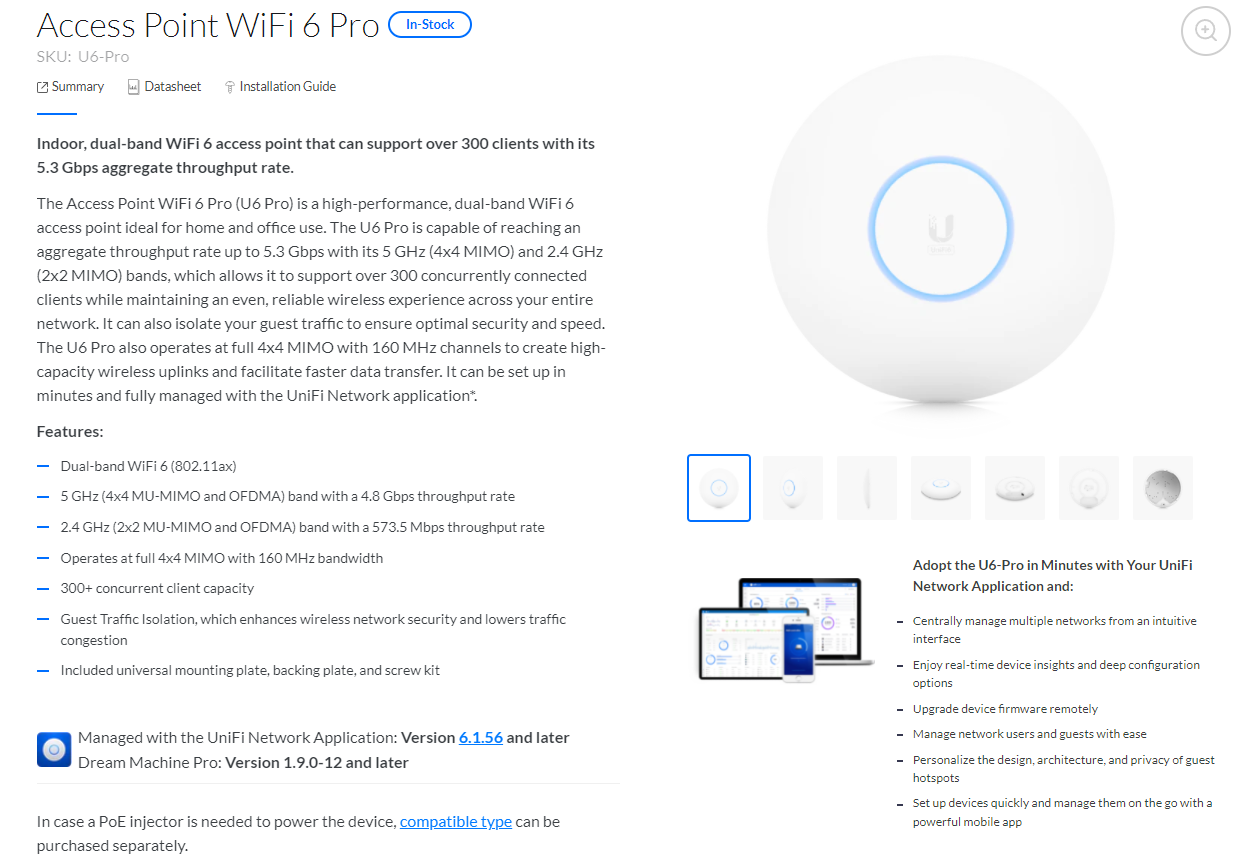 Access Point WiFi 6 Pro In-Stock
SKU: U6-Pro
Summary Datasheet Installation Guide
Indoor, dual-band WiFi 6 access point that can support over 300 clients with its
5.3 Gbps aggregate throughput rate.
The Access Point WiFi 6 Pro (U6 Pro) is a high-performance, dual-band WiFi 6
access point ideal for home and office use. The U6 Pro is capable of reaching an
aggregate throughput rate up to 5.3 Gbps with its 5 GHz (4x4 MIMO) and 2.4 GHz
(2x2 MIMO) bands, which allows it to support over 300 concurrently connected
clients while maintaining an even, reliable wireless experience across your entire
network. It can also isolate your guest traffic to ensure optimal security and speed.
The U6 Pro also operates at full 4x4 MIMO with 160 MHz channels to create high-
capacity wireless uplinks and facilitate faster data transfer. It can be set up in
minutes and fully managed with the UniFi Network application*.
Features:
Dual-band WiFi 6 (802.11ax)
5 GHz (4x4 MU-MIMO and OFDMA) band with a 4.8 Gbps throughput rate
2.4 GHz (2x2 MU-MIMO and OFDMA) band with a 573.5 Mbps throughput rate
Operates at full 4x4 MIMO with 160 MHz bandwidth
300+ concurrent client capacity
Guest Traffic Isolation, which enhances wireless network security and lowers traffic
congestion
Included universal mounting plate, backing plate, and screw kit
Managed with the UniFi Network Application: Version 6.1.56 and later
Dream Machine Pro: Version 1.9.0-12 and later
In case a PoE injector is needed to power the device, compatible type can be
purchased separately.
Adopt the U6-Pro in Minutes with Your UniFi
Network Application and:
Centrally manage multiple networks from an intuitive
interface
Enjoy real-time device insights and deep configuration
options
Upgrade device firmware remotely
Manage network users and guests with ease
Personalize the design, architecture, and privacy of guest
hotspots
Set up devices quickly and manage them on the go with a
powerful mobile app